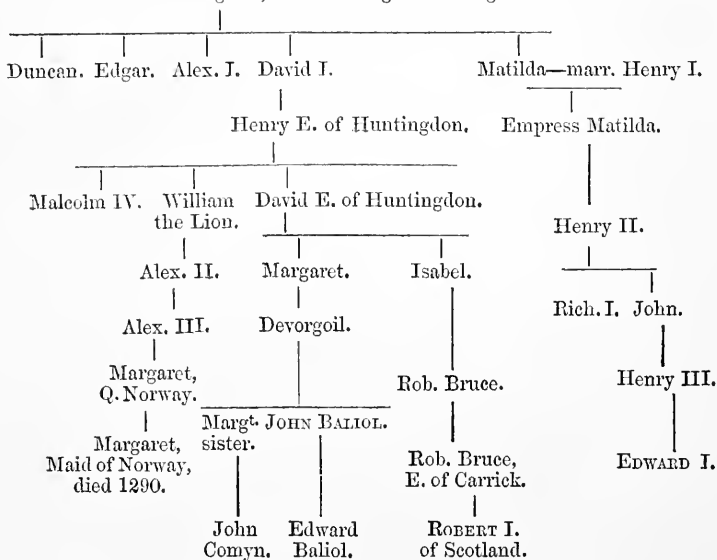 Duncan. Edgar. Alex. I. David I. Matilda—marr. Henry I.
Henry E. of Huntingdon. Empress Matilda.
Malcolm IV. William David E. of Huntingdon.
the Lion.
Henry II.
Alex. II. Margaret. Isabel.
Rich. I. John.
Alex. III. Devorgoil.
Margaret,
Q. Norway.
Rob. Bruce. Henry III.
Margt. JOHN BALIOL.
sister.
Margaret,
Maid of Norway,
died 1290.
Rob. Bruce,
E. of Carrick.
EDWARD I.
John Edward ROBERT I.
Comyn. Baliol. of Scotland.